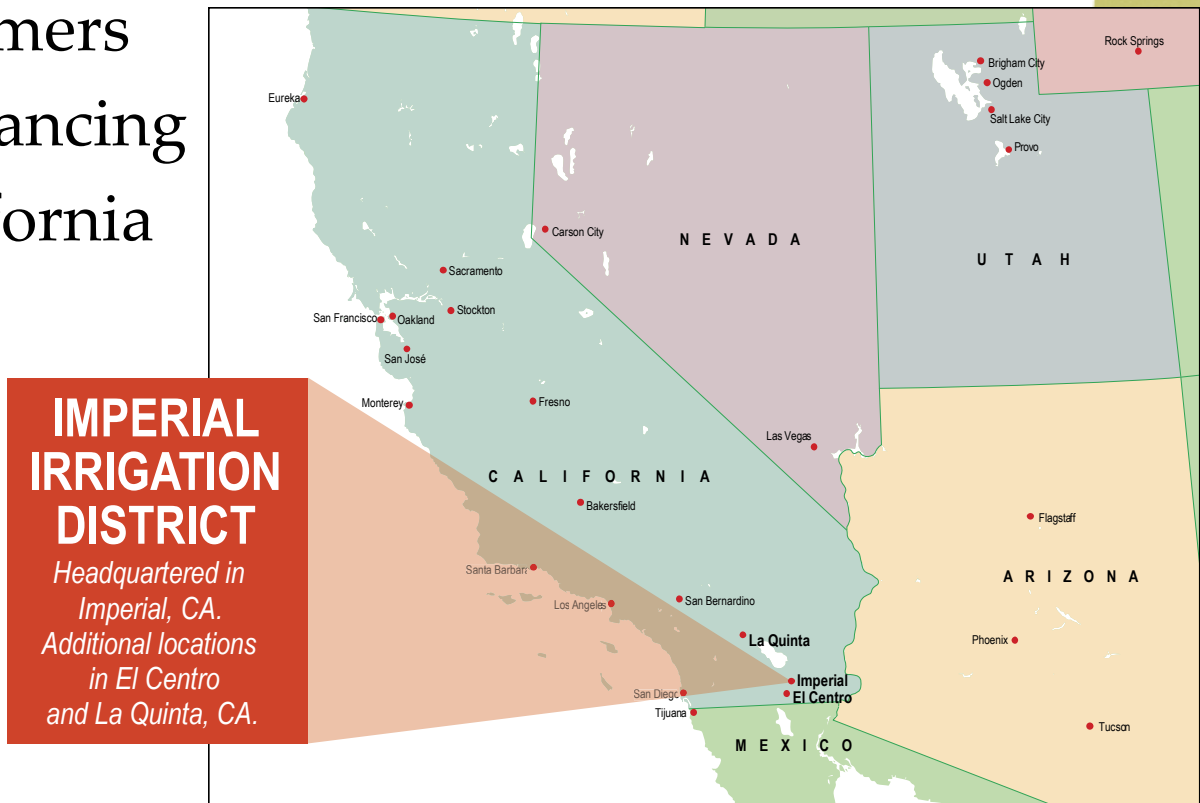 mers
ancing
ornia
Rock Springs
Brigham City
Ogden
Eureka
Salt Lake City
Provo
Carson City
NEVADA
UTAH
Sacramento
Stockton
San Francisco
Oakland
San José
Monterey
Fresno
Las Vegas
CALIFORNIA
Bakersfield
Flagstaff
Santa Barbara
ARIZONA
Los Angeles
San Bernardino
La Quinta
Phoenix
Imperial
San Diego
El Centro
Tijuana
Tucson
MEXICO
IMPERIAL
IRRIGATION
DISTRICT
Headquartered in
Imperial, CA.
Additional locations
in El Centro
and La Quinta, CA.